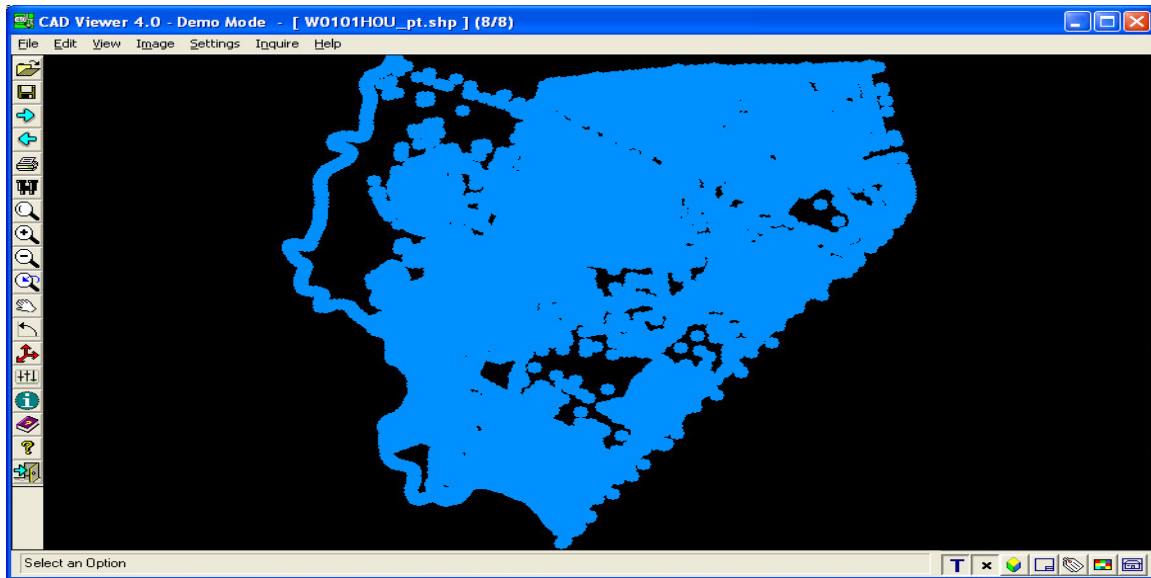 CAD Viewer 4.0 - Demo Mode - [ W0101HOU_pt.shp ] (8/8)
File Edit View Image Settings Inquire Help
Select an Option
T